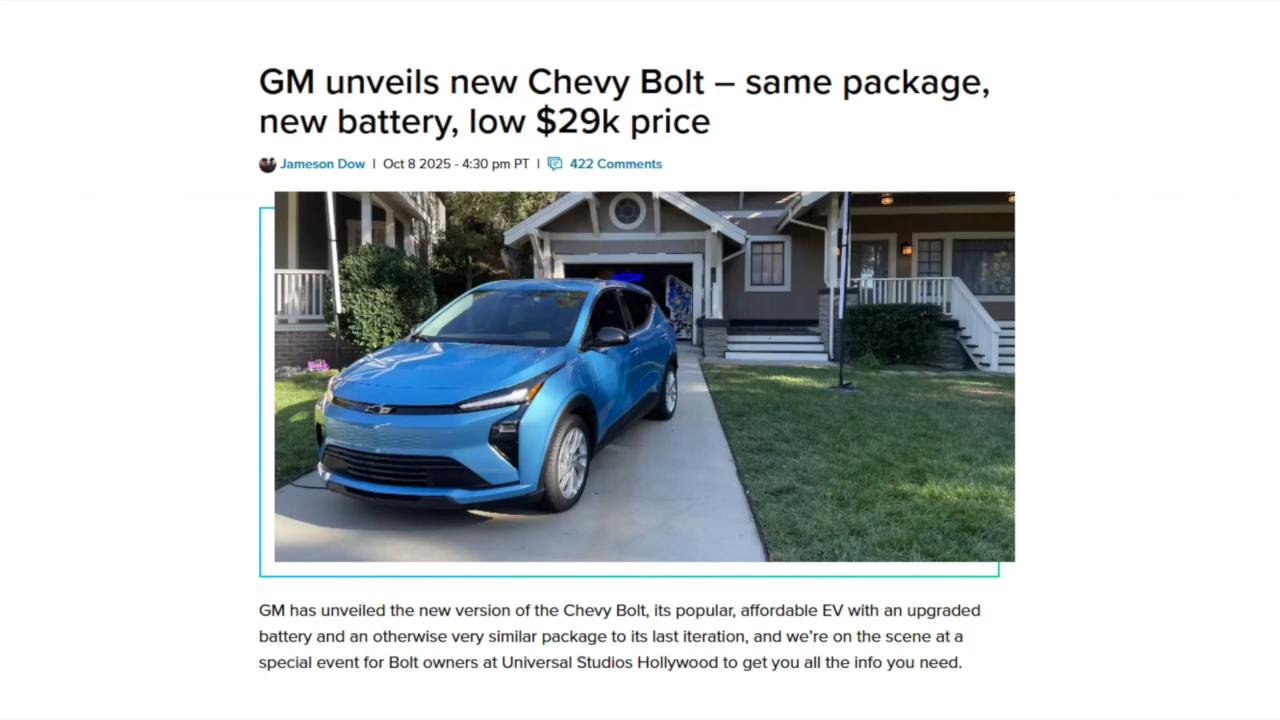 GM unveils new Chevy Bolt – same package,
new battery, low $29k price
Jameson Dow | Oct 8 2025 - 4:30 pm PT | 422 Comments
GM has unveiled the new version of the Chevy Bolt, its popular, affordable EV with an upgraded
battery and an otherwise very similar package to its last iteration, and we’re on the scene at a
special event for Bolt owners at Universal Studios Hollywood to get you all the info you need.